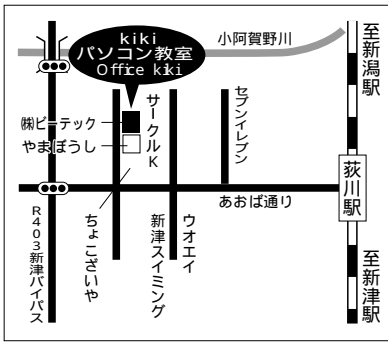 kiki
パソコン教室
Office kiki
小阿賀野川
至新潟駅
セブンイレブン
サークルK
㈱ビーテック
やまぼうし
荻川駅
あおば通り
R403新津バイパス
ちょこざいや
新津スイミング
ウオエイ
至新津駅